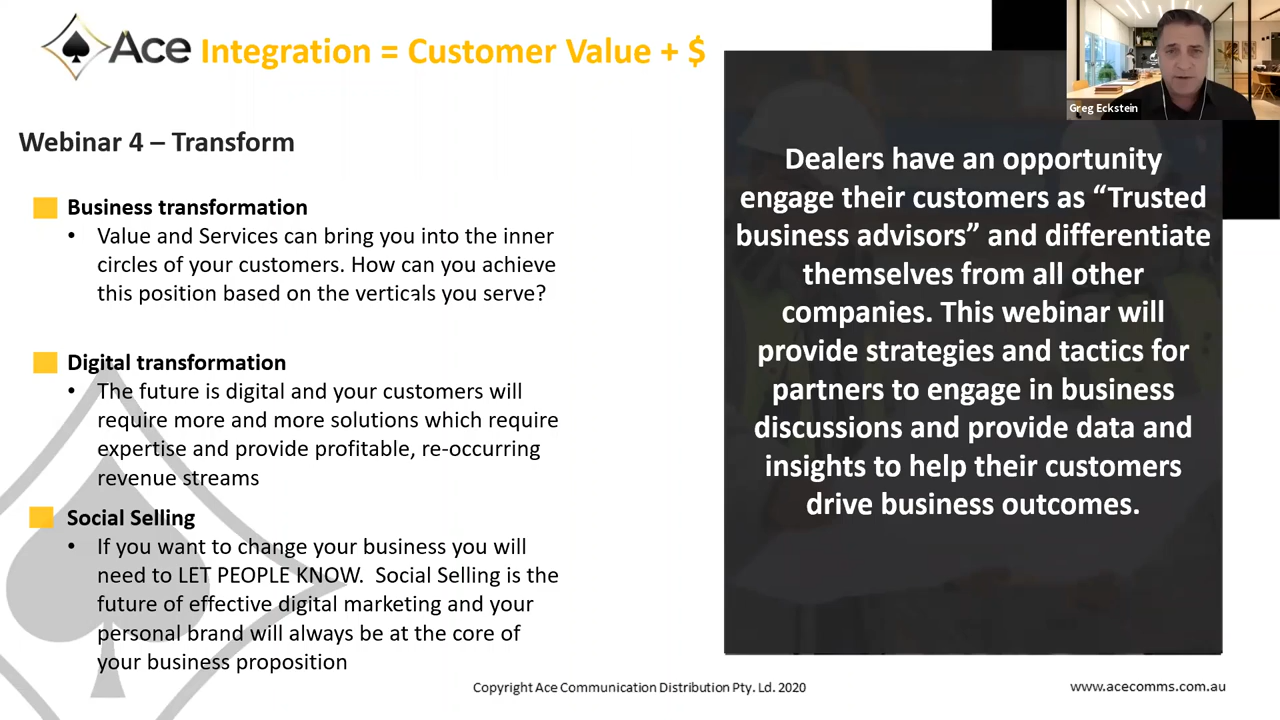 Ace Integration = Customer Value + $
Greg Eckstein
Webinar 4 – Transform
Business transformation
• Value and Services can bring you into the inner
circles of your customers. How can you achieve
this position based on the verticals you serve?
Digital transformation
• The future is digital and your customers will
require more and more solutions which require
expertise and provide profitable, re-occurring
revenue streams
Social Selling
• If you want to change your business you will
need to LET PEOPLE KNOW. Social Selling is the
future of effective digital marketing and your
personal brand will always be at the core of
your business proposition
Dealers have an opportunity
engage their customers as “Trusted
business advisors” and differentiate
themselves from all other
companies. This webinar will
provide strategies and tactics for
partners to engage in business
discussions and provide data and
insights to help their customers
drive business outcomes.
Copyright Ace Communication Distribution Pty. Ld. 2020
www.acecomms.com.au